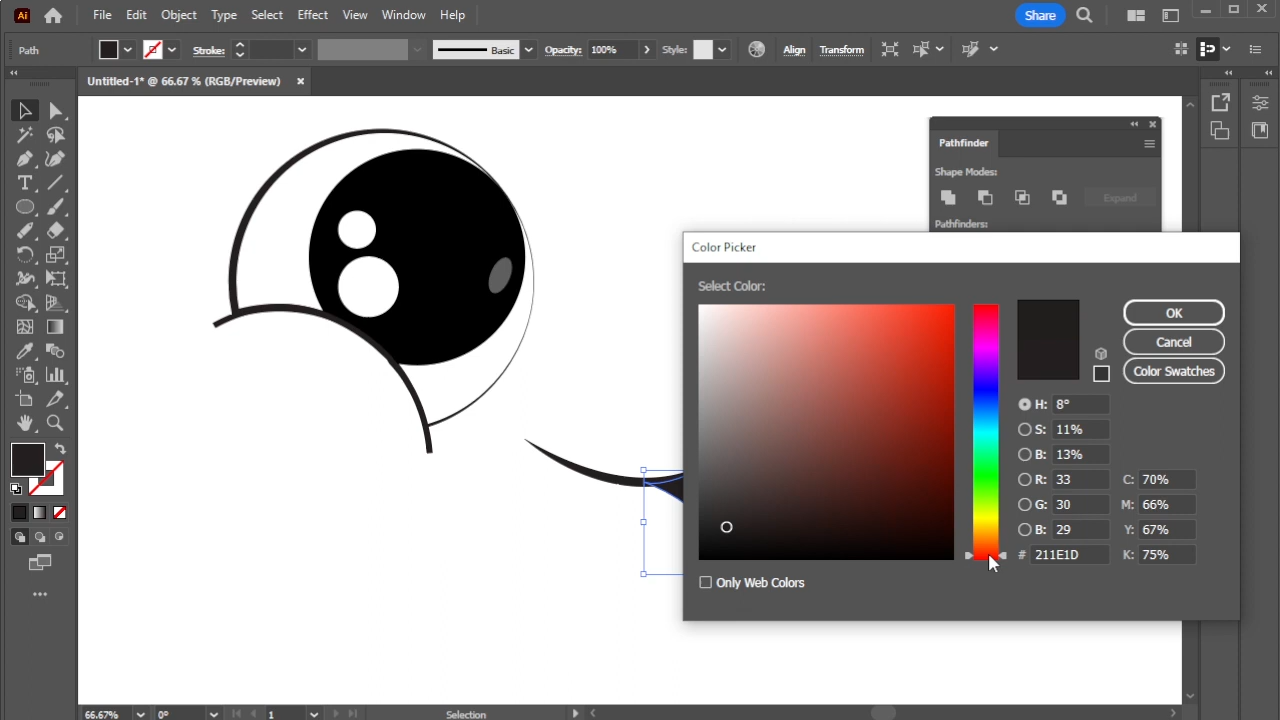 Ai File Edit Object Type Select Effect View Window Help Share
Path Stroke: Basic Opacity: 100% Style: Align Transform
Untitled-1* @ 66.67 % (RGB/Preview)
Pathfinder
Shape Modes:
Expand
Pathfinders:
Color Picker
Select Color:
OK
Cancel
Color Swatches
H: 8°
S: 11%
B: 13%
R: 33 C: 70%
G: 30 M: 66%
B: 29 Y: 67%
# 211E1D K: 75%
Only Web Colors
66.67% 0° 1 Selection